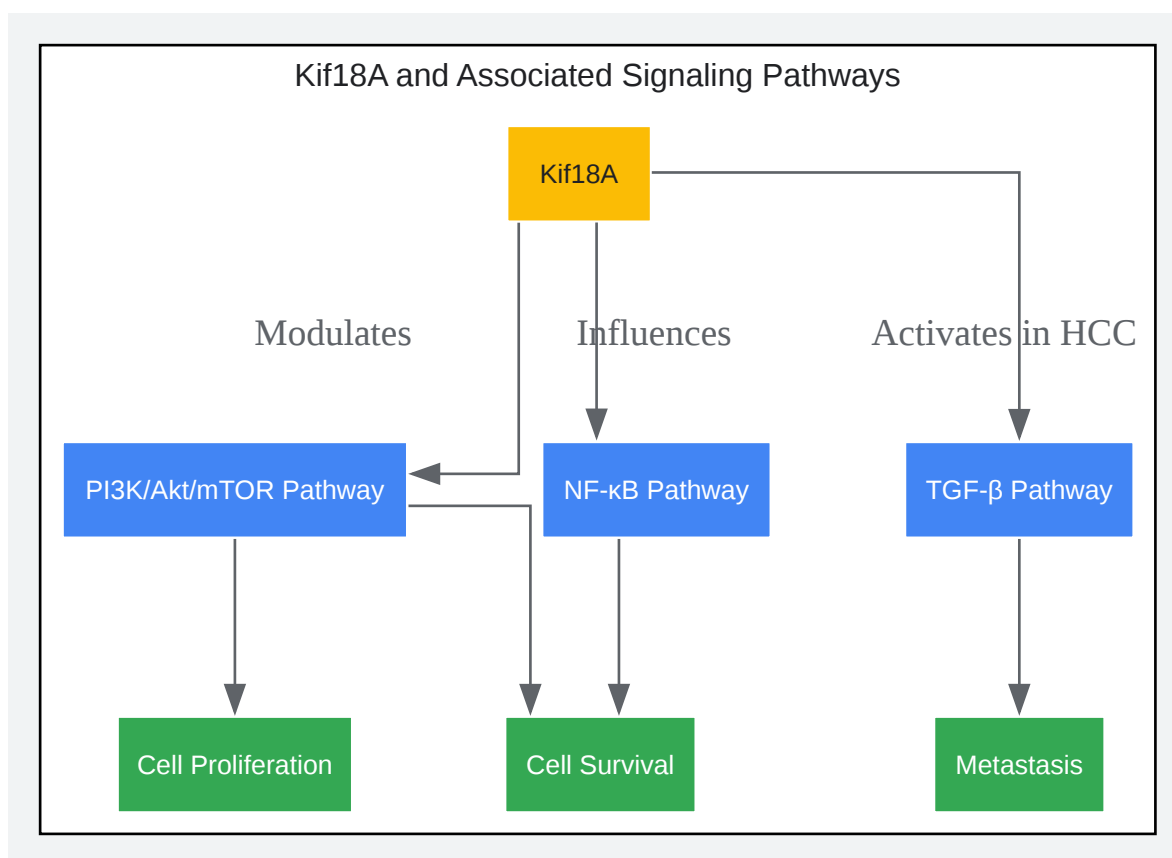 Kif18A and Associated Signaling Pathways
Kif18A
Modulates
Influences
Activates in HCC
PI3K/Akt/mTOR Pathway
NF-κB Pathway
TGF-β Pathway
Cell Proliferation
Cell Survival
Metastasis